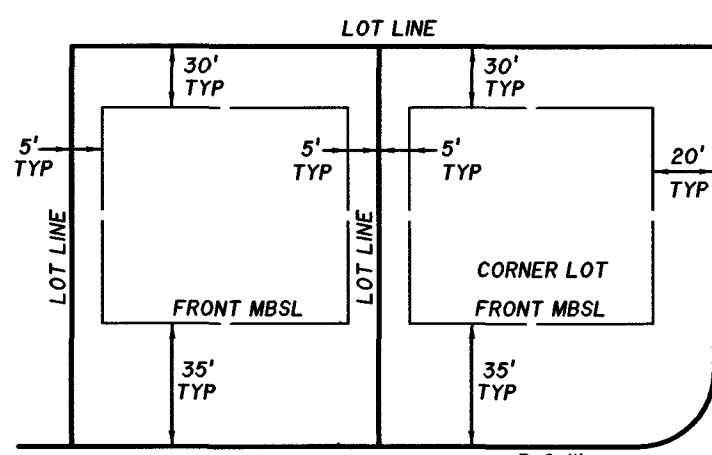 LOT LINE
30'
TYP
30'
TYP
5'
TYP
5'
TYP
5'
TYP
20'
TYP
LOT LINE
LOT LINE
CORNER LOT
FRONT MBSL
FRONT MBSL
35'
TYP
35'
TYP